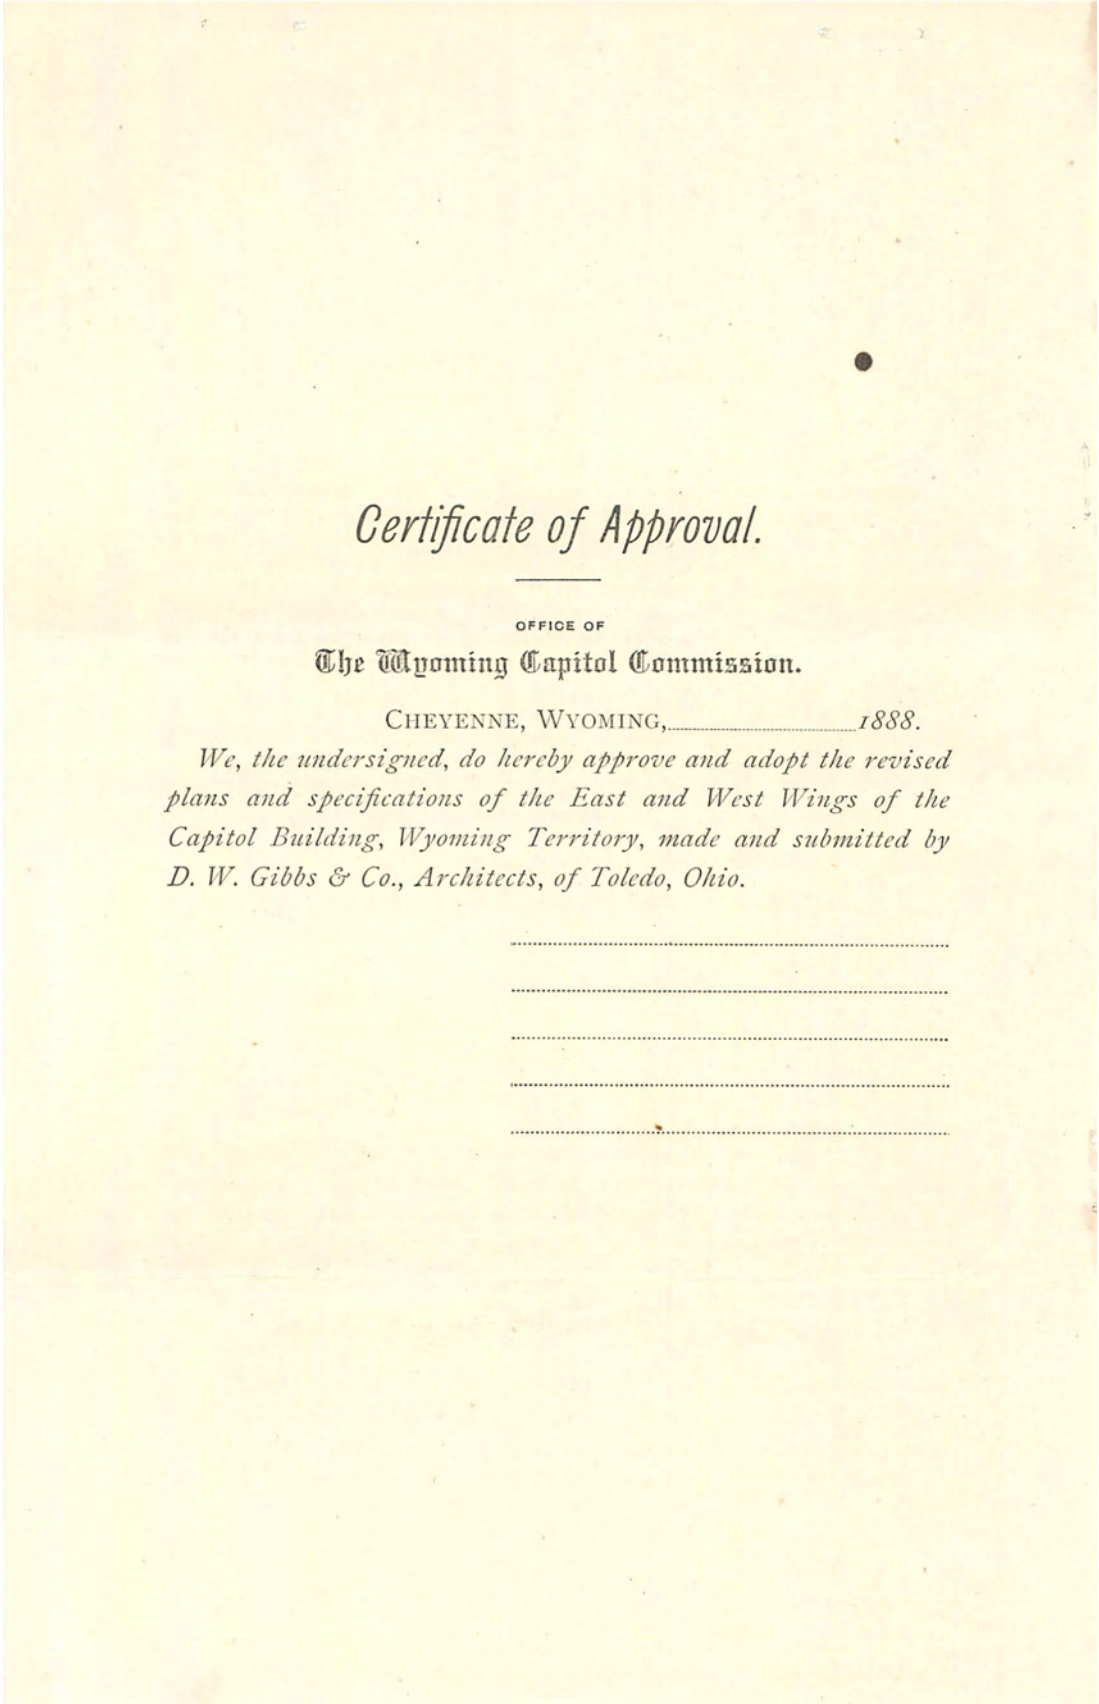 Certificate of Approval.
OFFICE OF
The Wyoming Capitol Commission.
CHEYENNE, WYOMING,..............................1888.
We, the undersigned, do hereby approve and adopt the revised
plans and specifications of the East and West Wings of the
Capitol Building, Wyoming Territory, made and submitted by
D. W. Gibbs & Co., Architects, of Toledo, Ohio.